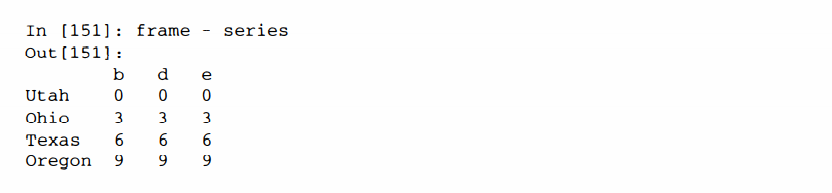 In [151]: frame - series
Out[151]:
b d e
Utah 0 0 0
Ohio 3 3 3
Texas 6 6 6
Oregon 9 9 9